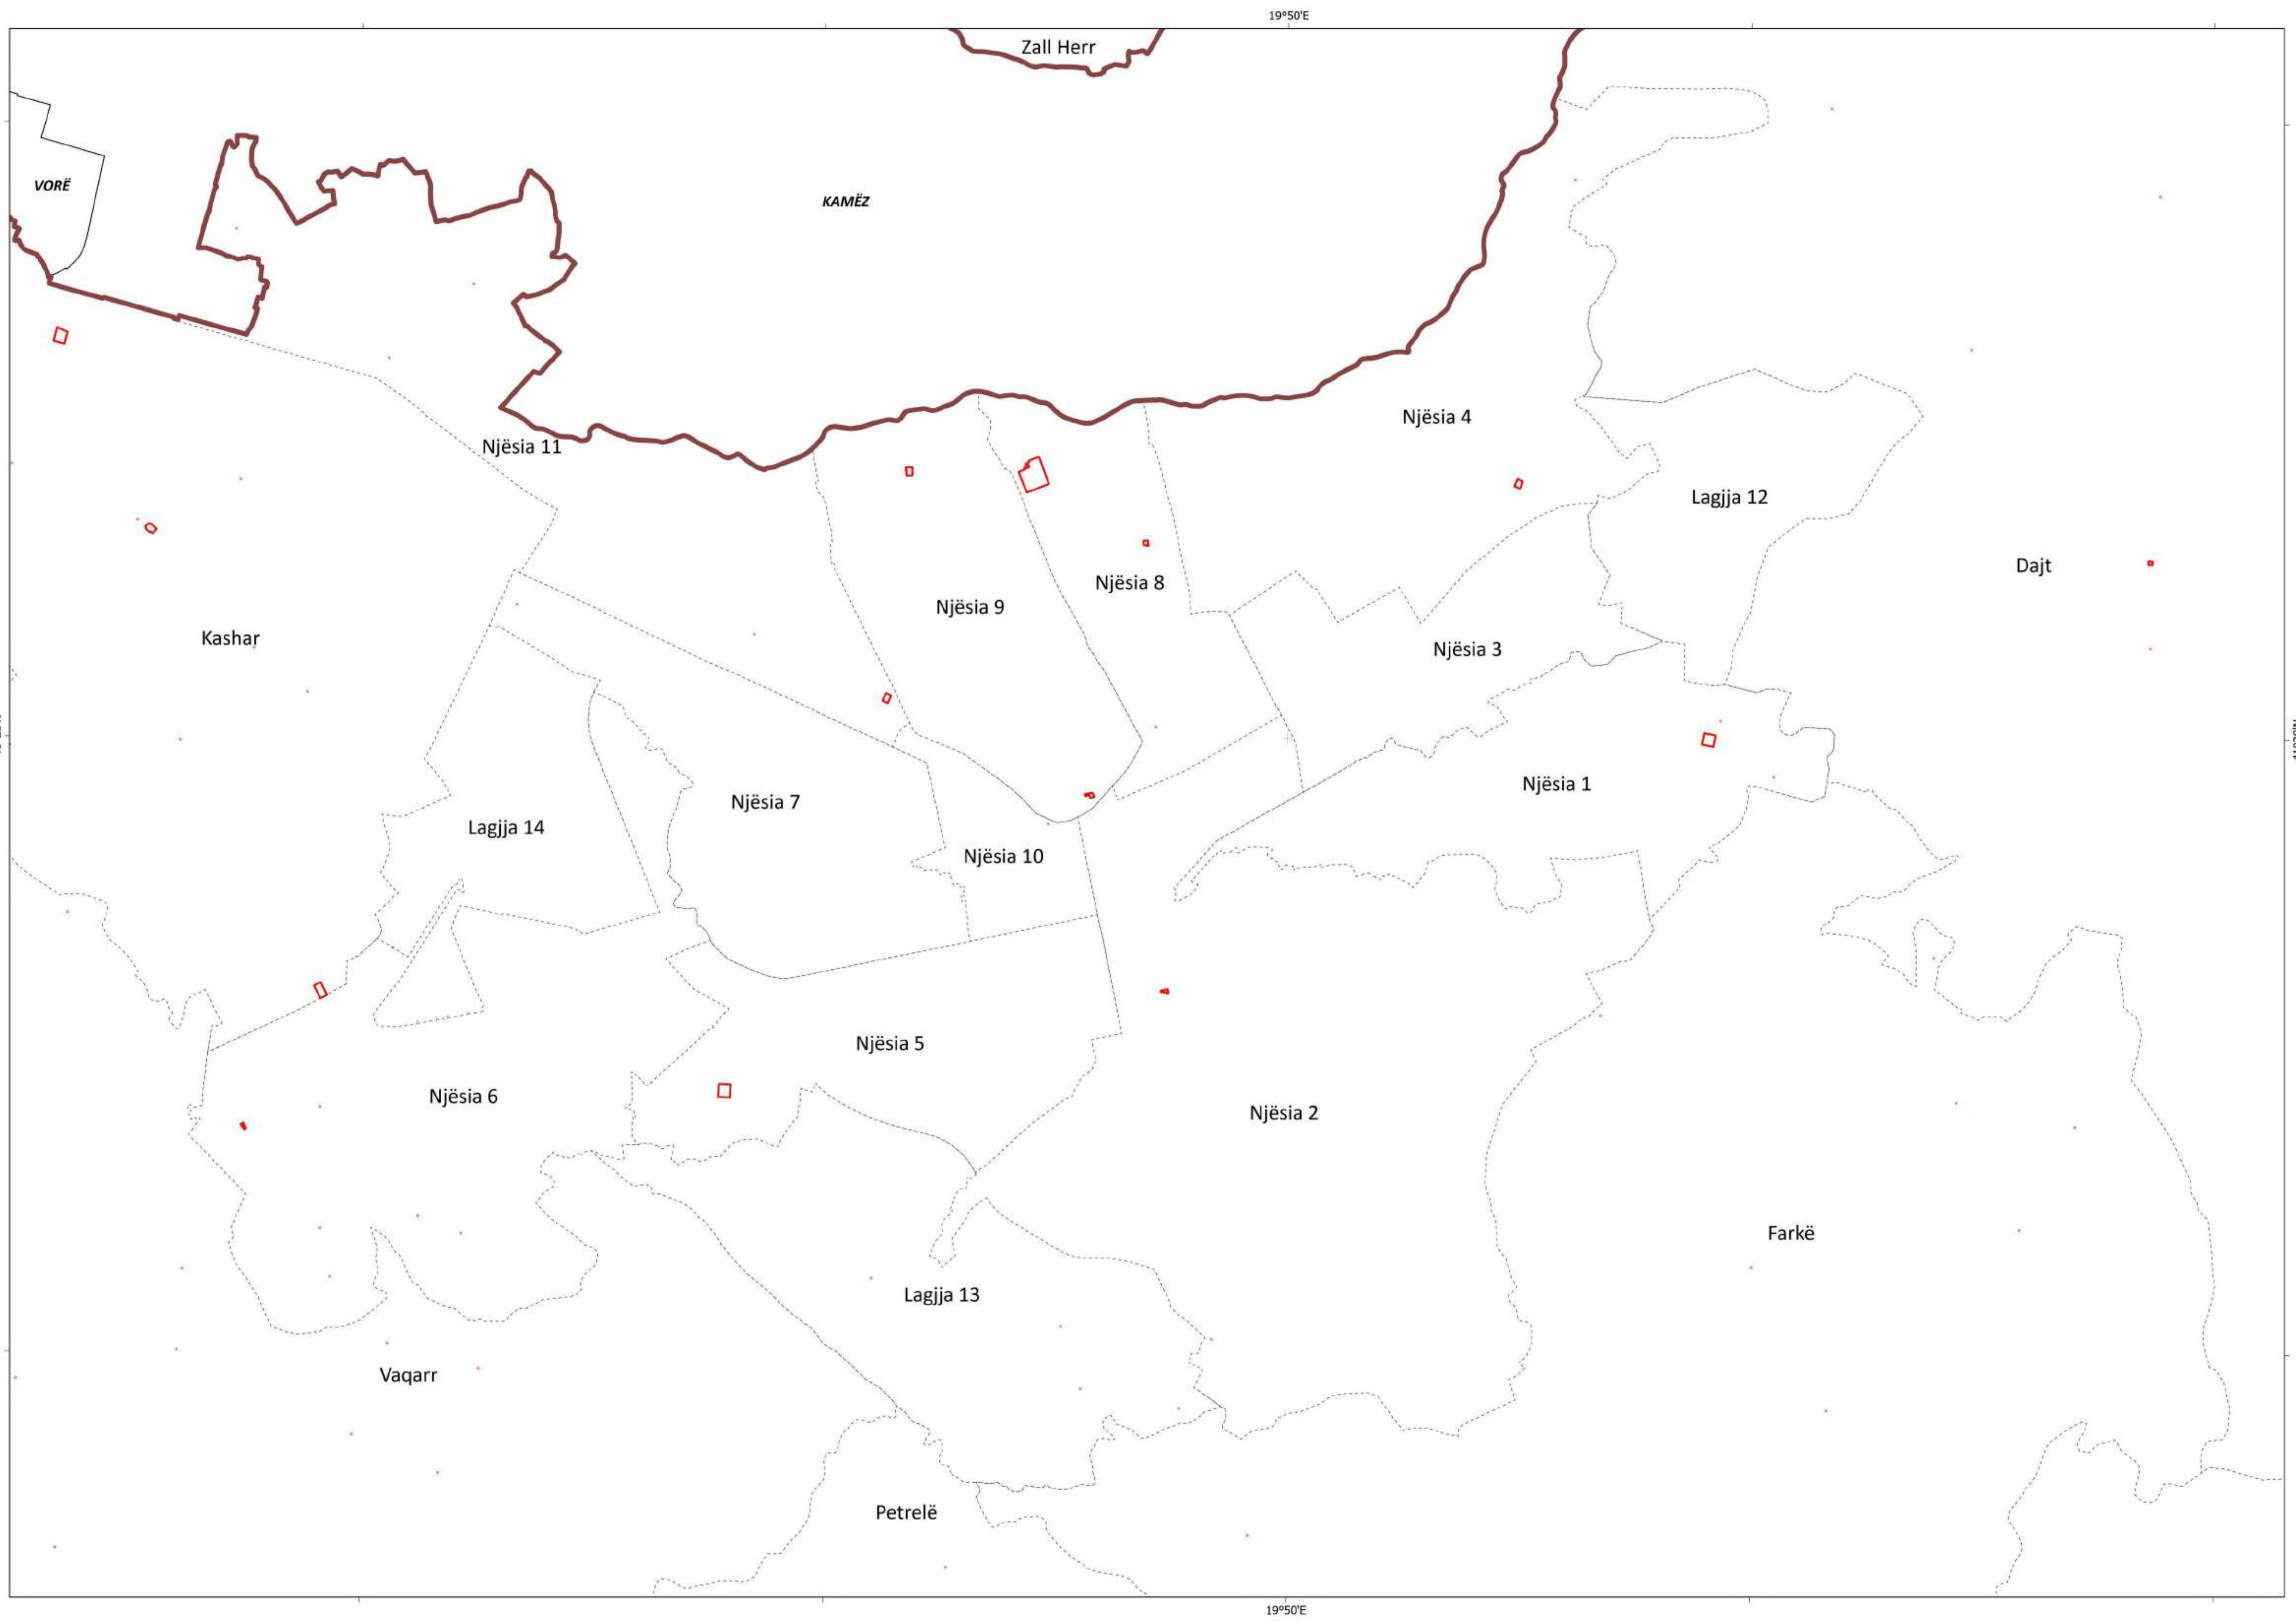 19°50'E
Zall Herr
VORË
KAMËZ
Njësia 4
Njësia 11
Lagjja 12
Dajt
Njësia 8
Njësia 9
Kashar
Njësia 3
Njësia 1
Njësia 7
Lagjja 14
Njësia 10
Njësia 5
Njësia 6
Njësia 2
Farkë
Lagjja 13
Vaqarr
Petrelë
19°50'E